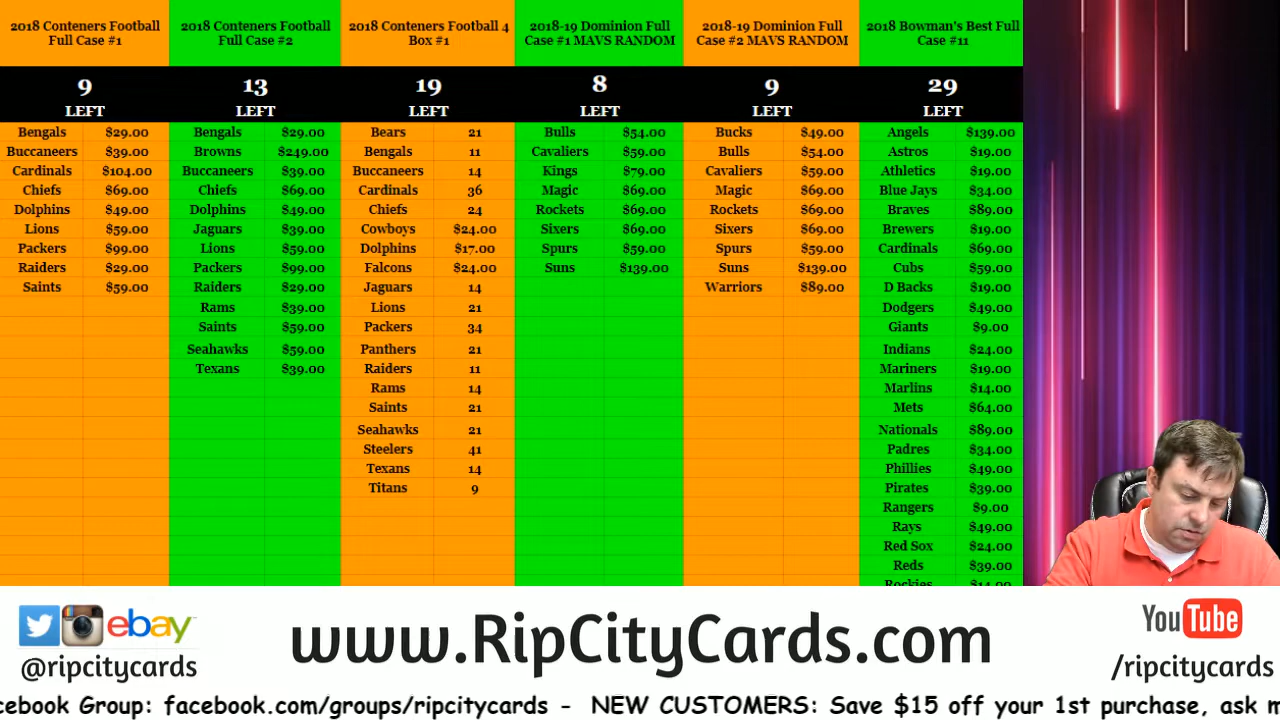 2018 Conteners Football
Full Case #1
9
LEFT
Bengals $29.00
Buccaneers $39.00
Cardinals $104.00
Chiefs $69.00
Dolphins $49.00
Lions $59.00
Packers $99.00
Raiders $29.00
Saints $59.00
2018 Conteners Football
Full Case #2
13
LEFT
Bengals $29.00
Browns $249.00
Buccaneers $39.00
Chiefs $69.00
Dolphins $49.00
Jaguars $39.00
Lions $59.00
Packers $99.00
Raiders $29.00
Rams $39.00
Saints $59.00
Seahawks $59.00
Texans $39.00
2018 Conteners Football 4
Box #1
19
LEFT
Bears 21
Bengals 11
Buccaneers 14
Cardinals 36
Chiefs 24
Cowboys $24.00
Dolphins $17.00
Falcons $24.00
Jaguars 14
Lions 21
Packers 34
Panthers 21
Raiders 11
Rams 14
Saints 21
Seahawks 21
Steelers 41
Texans 14
Titans 9
2018-19 Dominion Full
Case #1 MAVS RANDOM
8
LEFT
Bulls $54.00
Cavaliers $59.00
Kings $79.00
Magic $69.00
Rockets $69.00
Sixers $69.00
Spurs $59.00
Suns $139.00
2018-19 Dominion Full
Case #2 MAVS RANDOM
9
LEFT
Bucks $49.00
Bulls $54.00
Cavaliers $59.00
Magic $69.00
Rockets $69.00
Sixers $69.00
Spurs $59.00
Suns $139.00
Warriors $89.00
2018 Bowman's Best Full
Case #11
29
LEFT
Angels $139.00
Astros $19.00
Athletics $19.00
Blue Jays $34.00
Braves $89.00
Brewers $19.00
Cardinals $69.00
Cubs $59.00
D Backs $19.00
Dodgers $49.00
Giants $9.00
Indians $24.00
Mariners $19.00
Marlins $14.00
Mets $64.00
Nationals $89.00
Padres $34.00
Phillies $49.00
Pirates $39.00
Rangers $9.00
Rays $49.00
Red Sox $24.00
Reds $39.00
Rockies $14.00
ebay
@ripcitycards
www.RipCityCards.com
YouTube
/ripcitycards
cebook Group: facebook.com/groups/ripcitycards - NEW CUSTOMERS: Save $15 off your 1st purchase, ask m